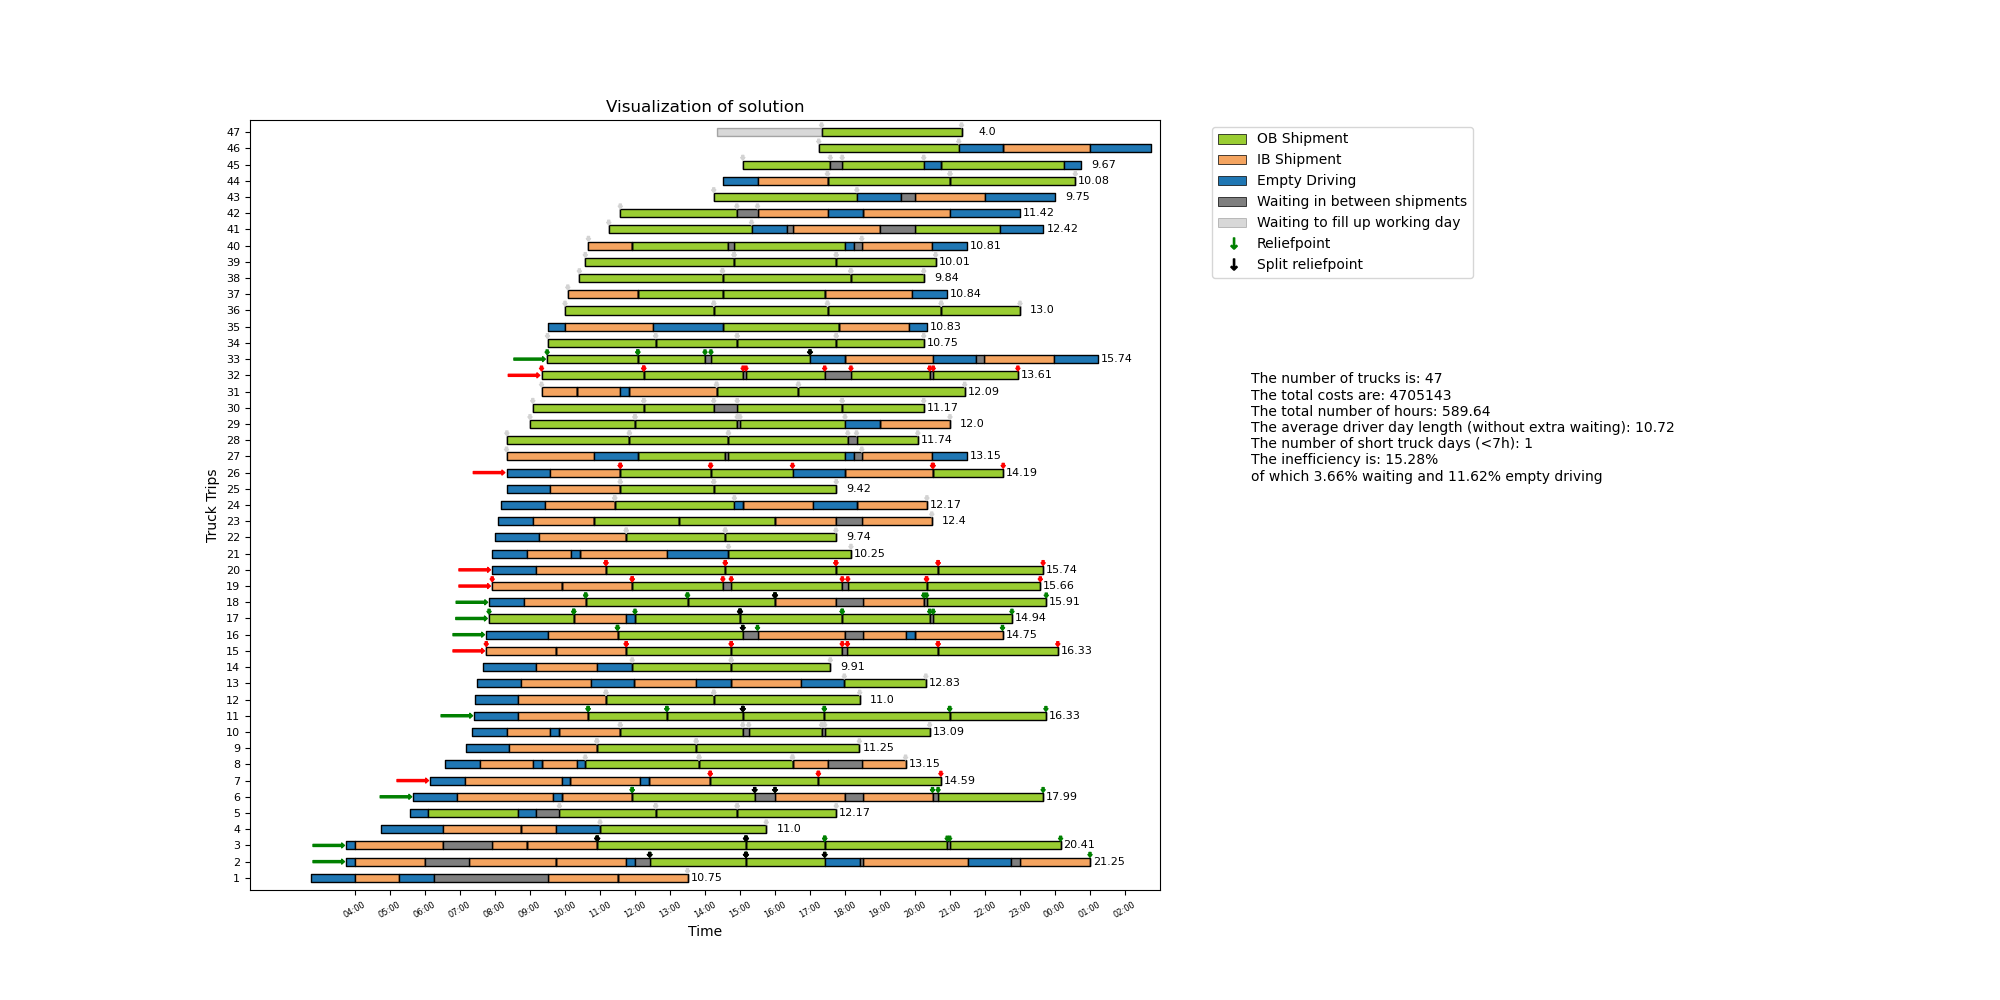 Visualization of solution
47 4.0
46
45 9.67
44 10.08
43 9.75
42 11.42
41 12.42
40 10.81
39 10.01
38 9.84
37 10.84
36 13.0
35 10.83
34 10.75
33 15.74
32 13.61
31 12.09
30 11.17
29 12.0
28 11.74
27 13.15
26 14.19
25 9.42
24 12.17
23 12.4
22 9.74
21 10.25
20 15.74
19 15.66
18 15.91
17 14.94
16 14.75
15 16.33
14 9.91
13 12.83
12 11.0
11 16.33
10 13.09
9 11.25
8 13.15
7 14.59
6 17.99
5 12.17
4 11.0
3 20.41
2 21.25
1 10.75
Truck Trips
04:00 05:00 06:00 07:00 08:00 09:00 10:00 11:00 12:00 13:00 14:00 15:00 16:00 17:00 18:00 19:00 20:00 21:00 22:00 23:00 00:00 01:00 02:00
Time
OB Shipment
IB Shipment
Empty Driving
Waiting in between shipments
Waiting to fill up working day
Reliefpoint
Split reliefpoint
The number of trucks is: 47
The total costs are: 4705143
The total number of hours: 589.64
The average driver day length (without extra waiting): 10.72
The number of short truck days (<7h): 1
The inefficiency is: 15.28%
of which 3.66% waiting and 11.62% empty driving